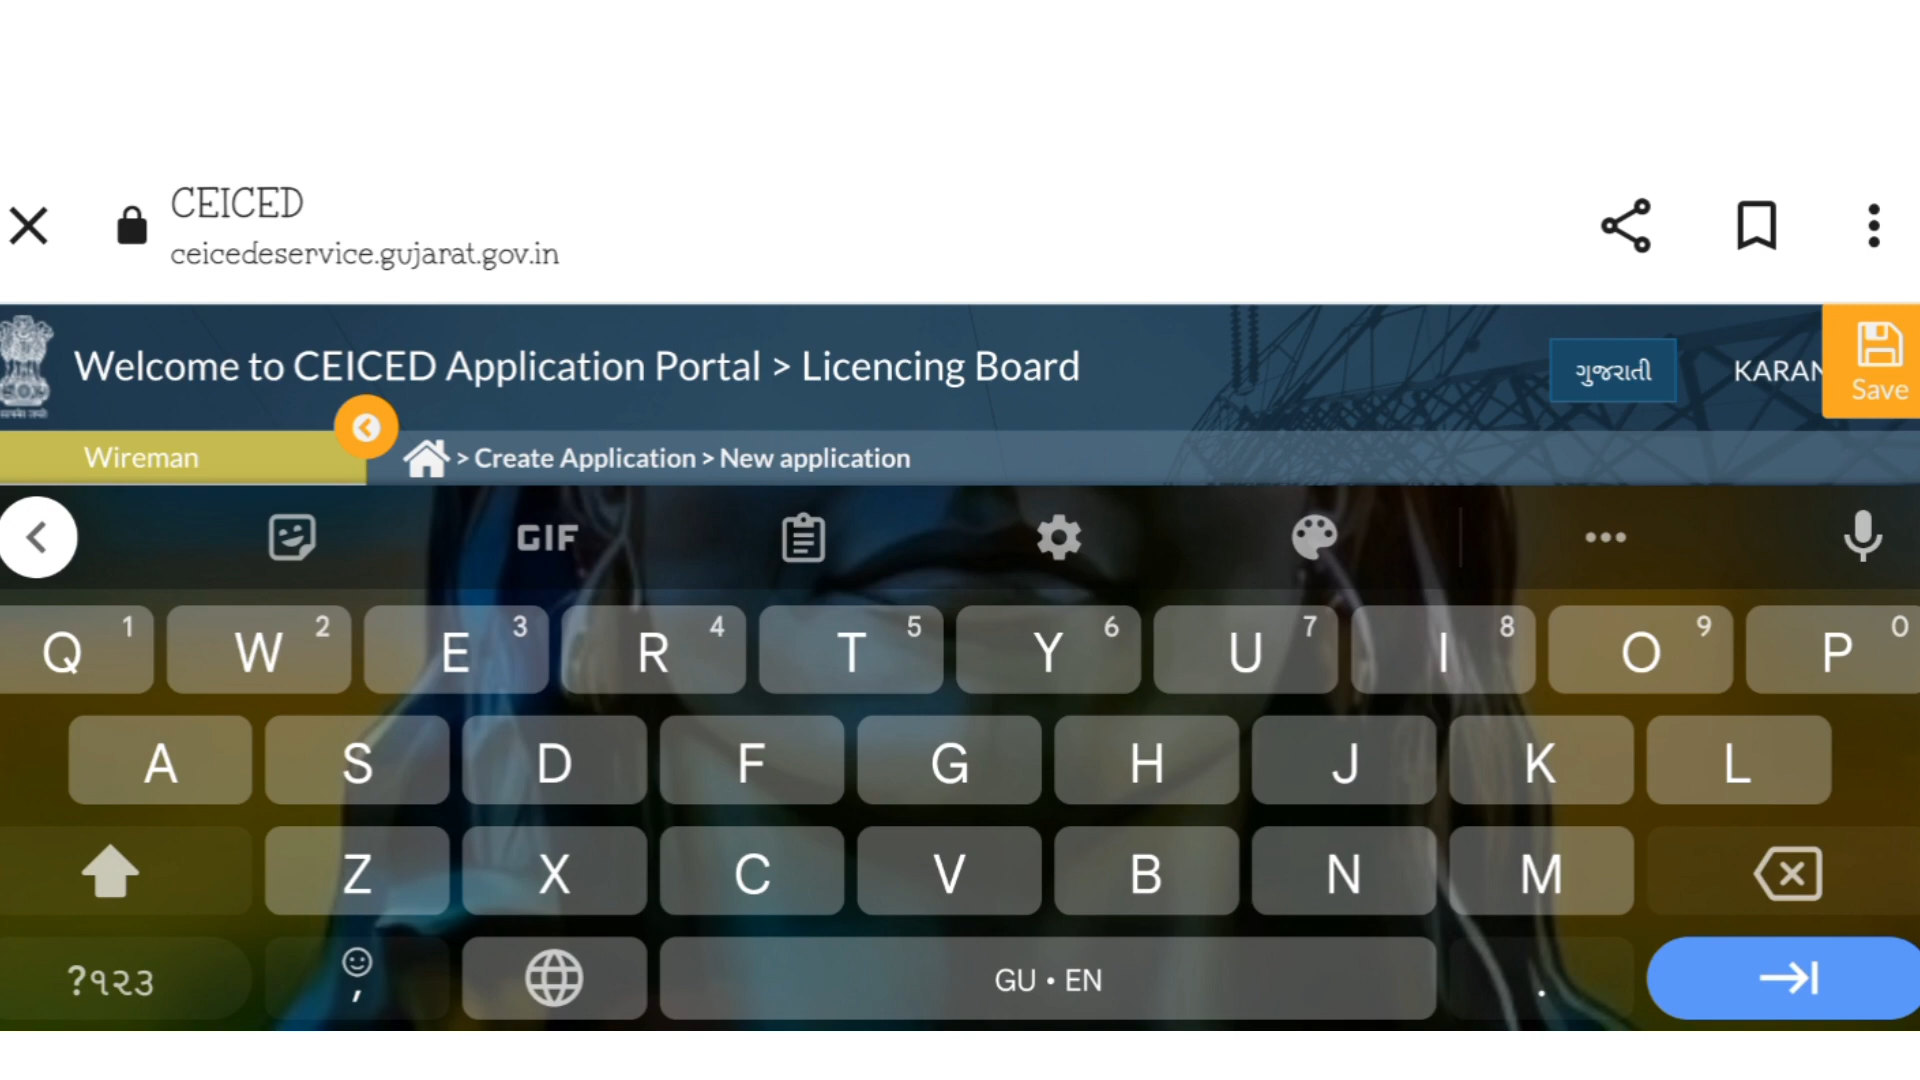 CEICED
ceicedeservice.gujarat.gov.in
Welcome to CEICED Application Portal > Licencing Board
ગુજરાતી
KARAN
Save
Wireman
> Create Application > New application
GIF
Q 1 W 2 E 3 R 4 T 5 Y 6 U 7 I 8 O 9 P 0
A S D F G H J K L
Z X C V B N M
?૧૨૩ , GU • EN .